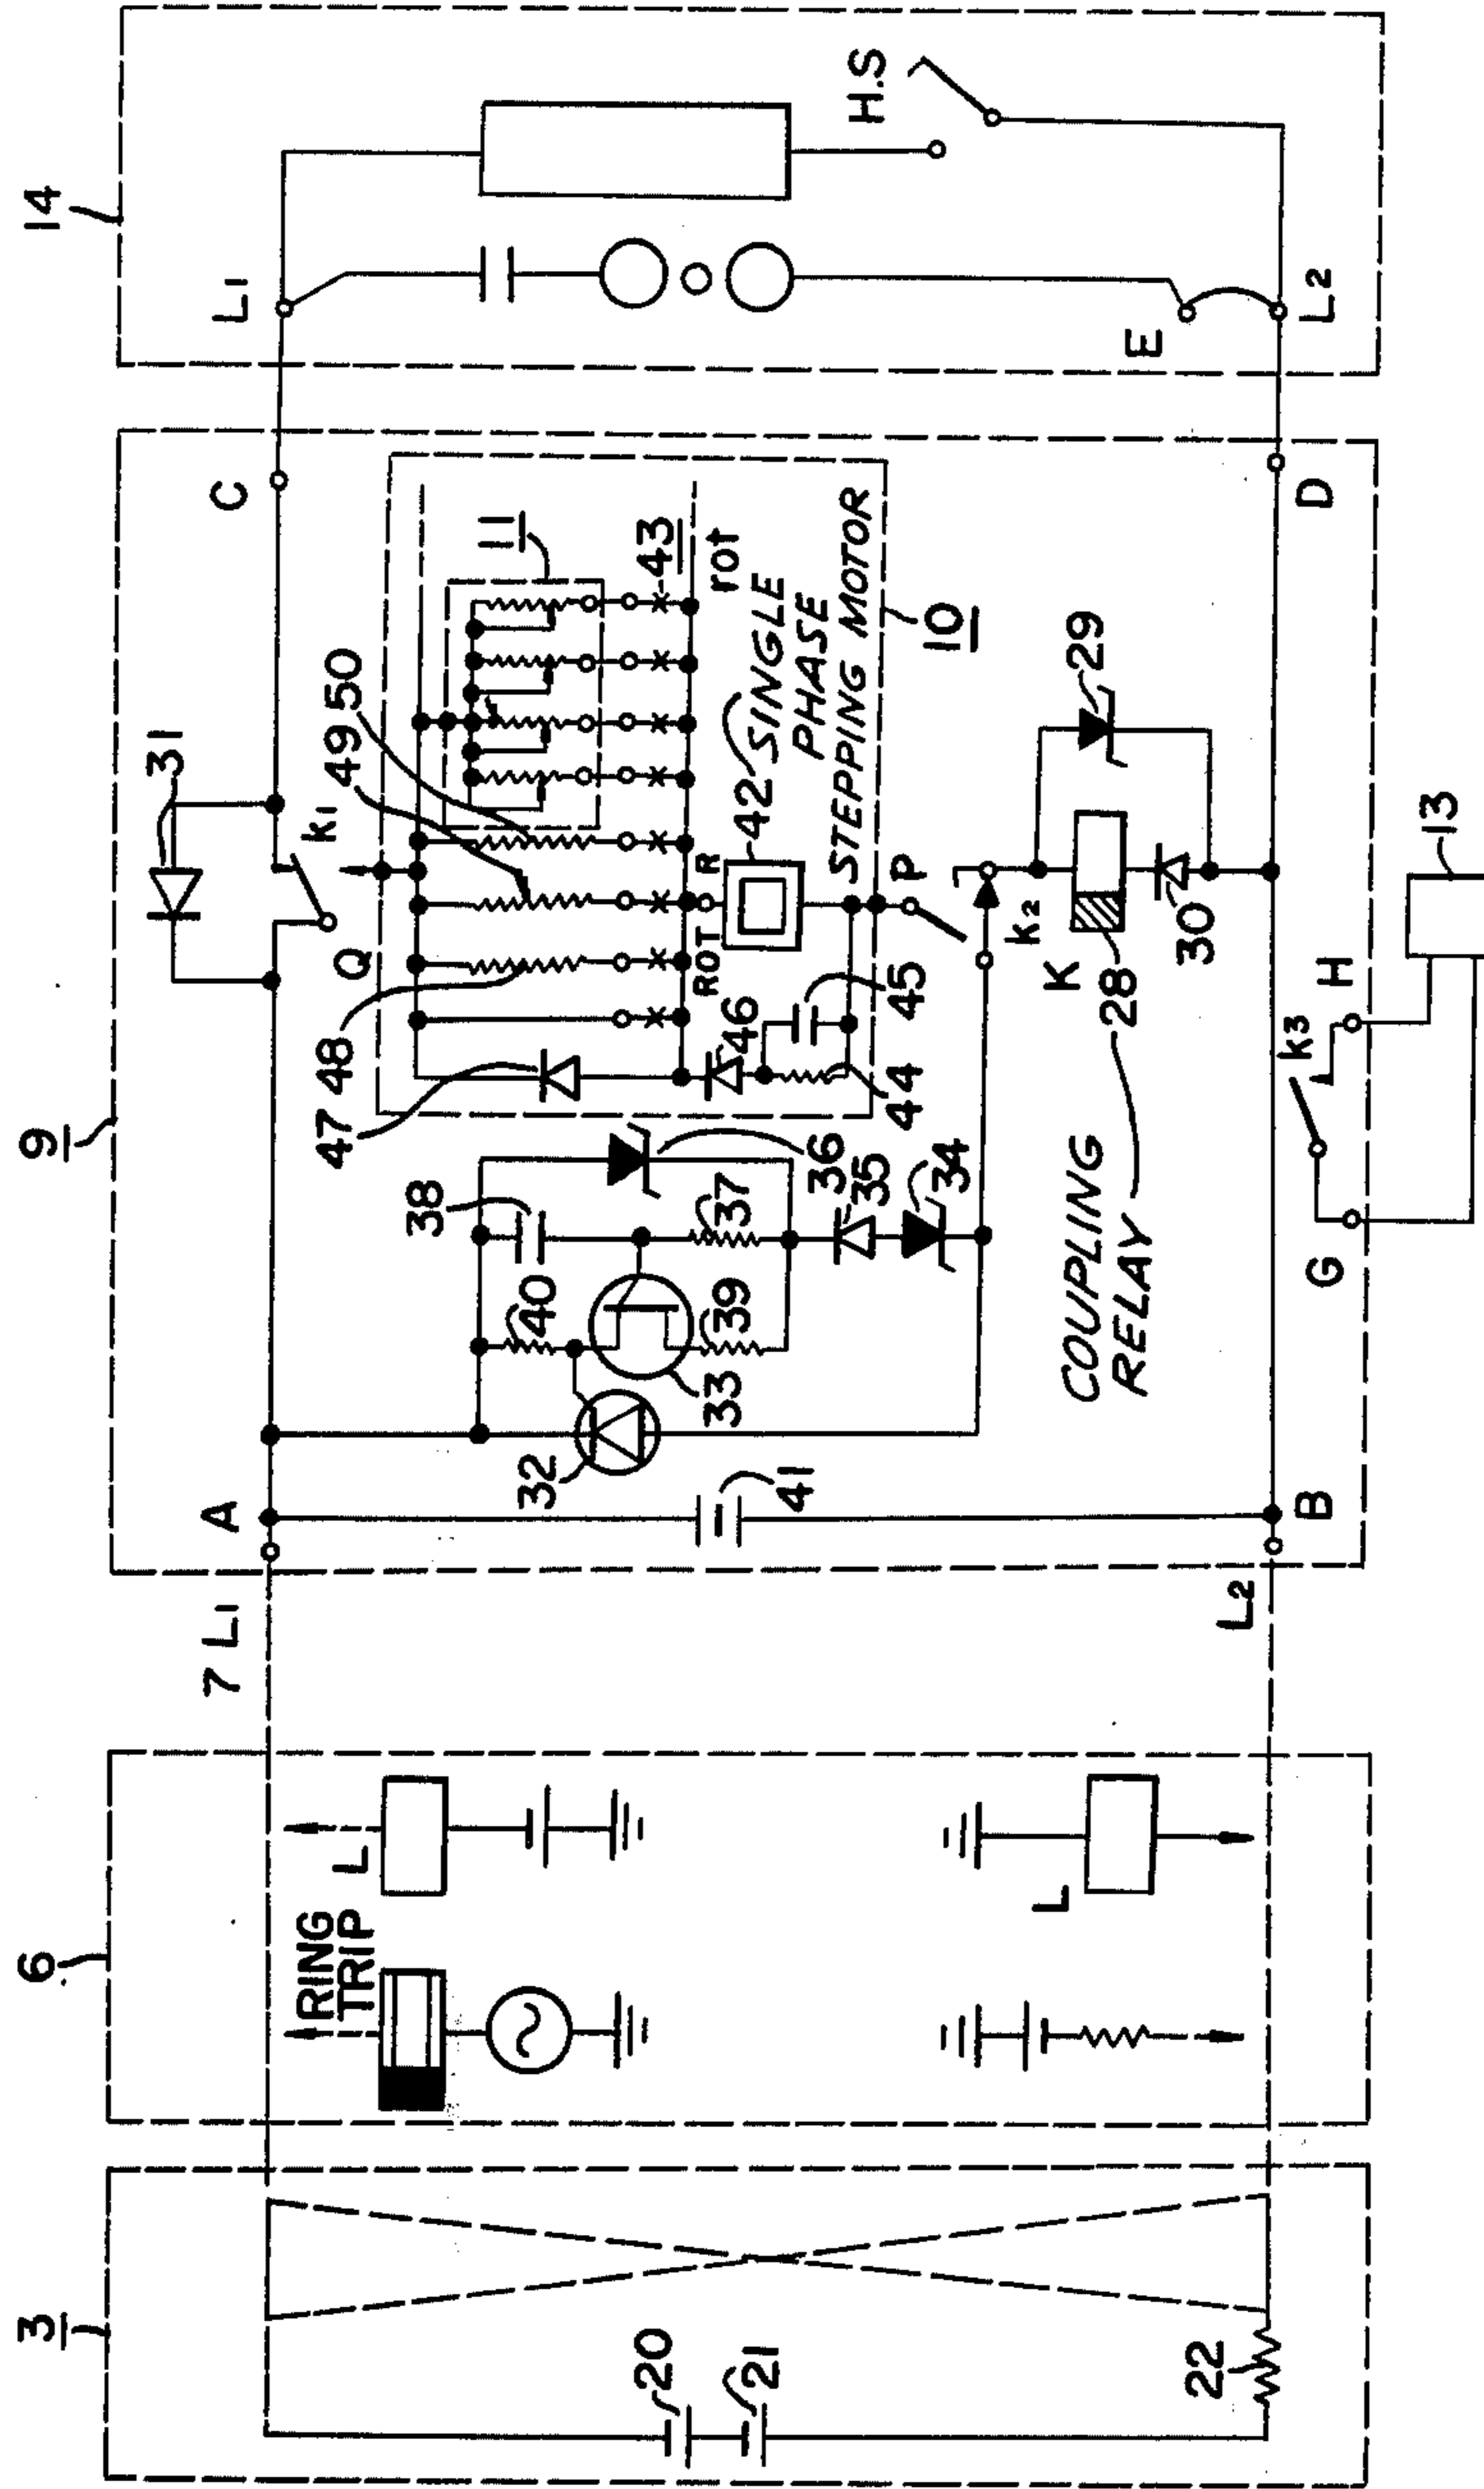 3
20
21
22
6
RING
TRIP
L
L
7 L1
L2
9
A
B
41
32
33
40
39
38
37
36
35
34
31
k1
Q
C
D
47
48
49
50
11
43
rot
ROT
R
42
SINGLE
PHASE
STEPPING MOTOR
10
46
45
44
P
k2
K
28
29
30
COUPLING
RELAY
G
H
k3
13
14
L1
L2
E
H.S